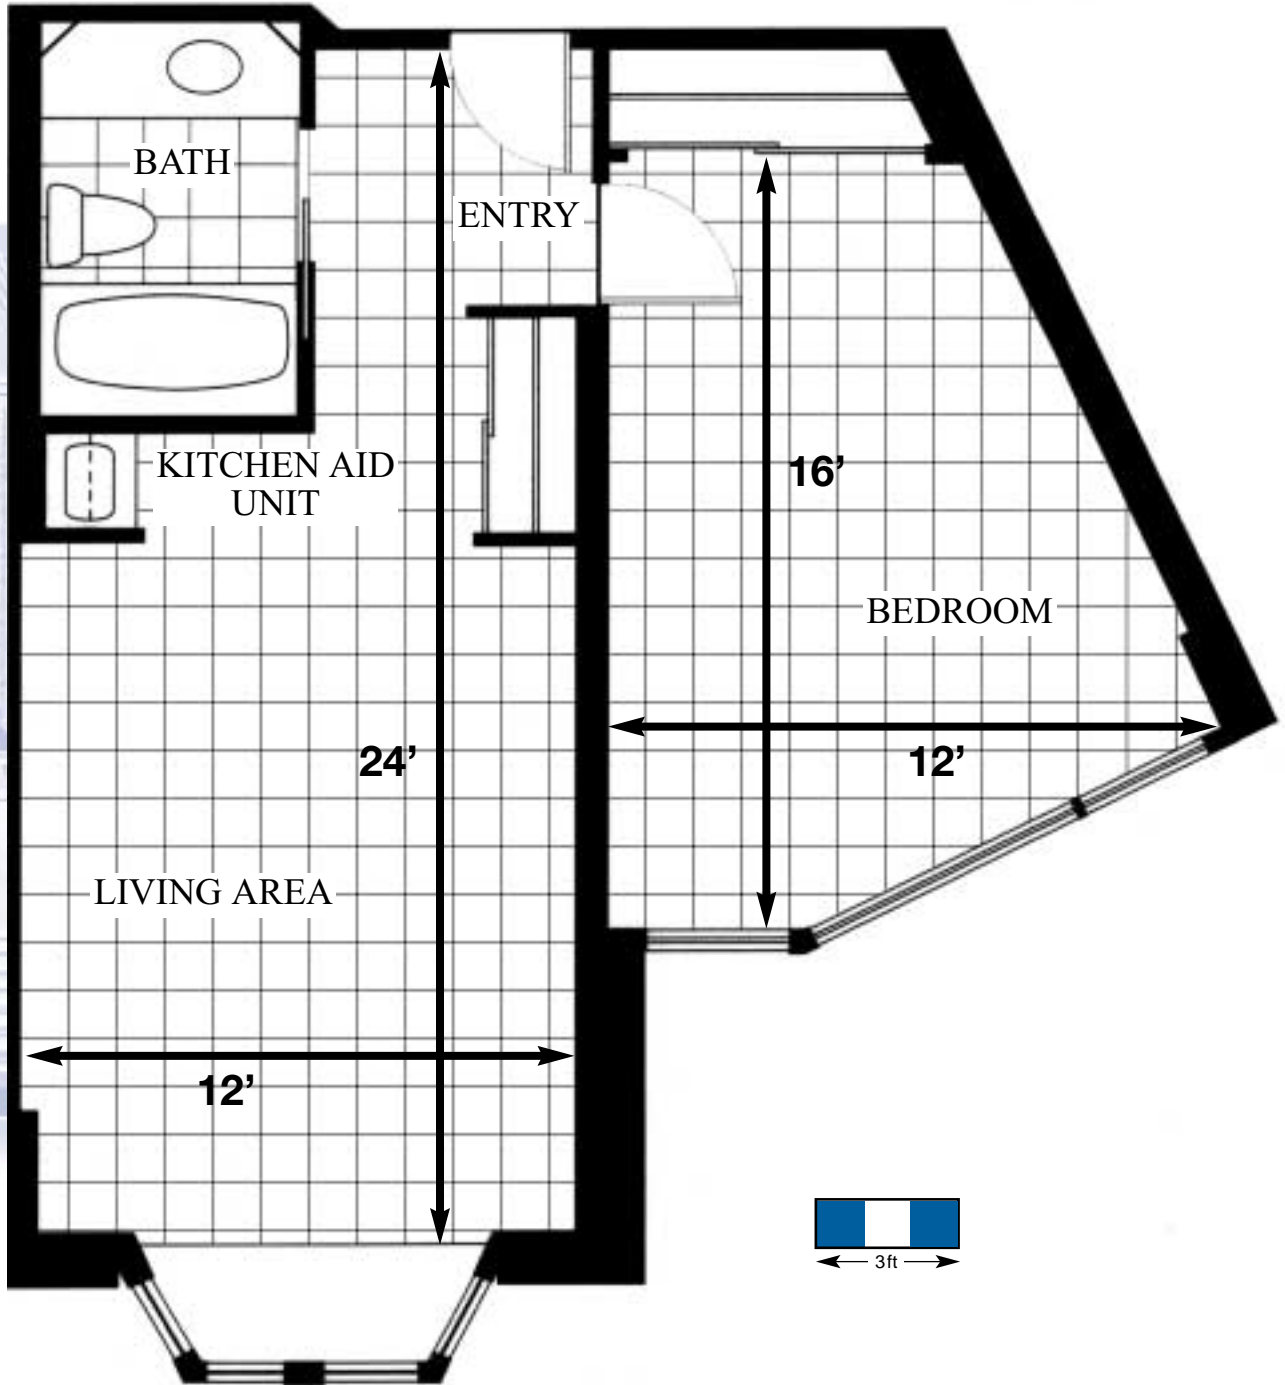 BATH
ENTRY
KITCHEN AID
UNIT
16’
BEDROOM
24’
12’
LIVING AREA
12’
3ft